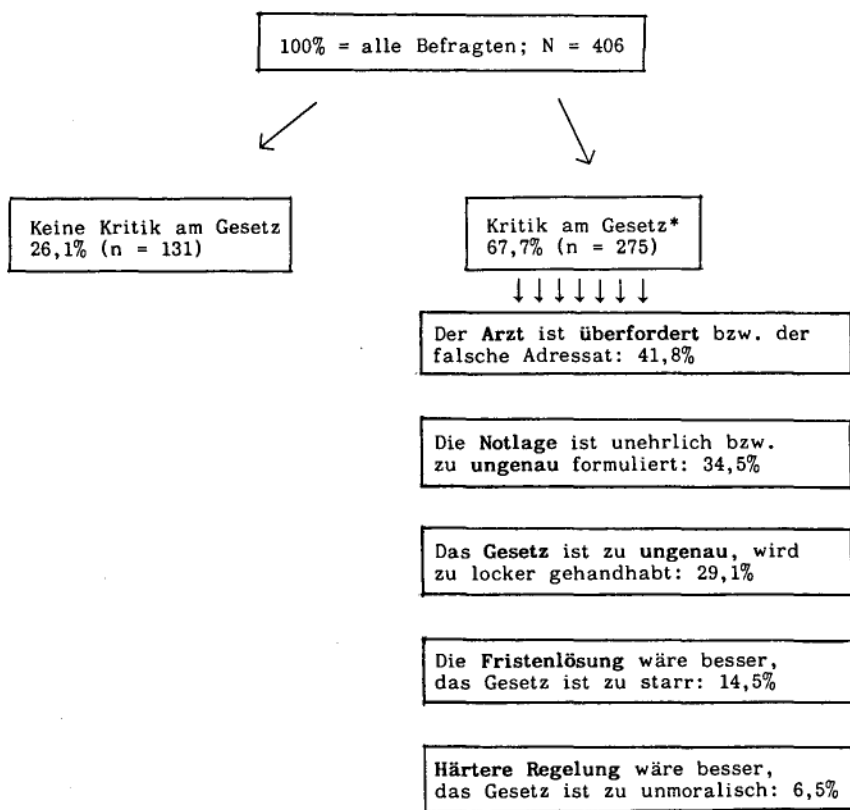 100% = alle Befragten; N = 406
Keine Kritik am Gesetz
26,1% (n = 131)
Kritik am Gesetz*
67,7% (n = 275)
Der Arzt ist überfordert bzw. der
falsche Adressat: 41,8%
Die Notlage ist unehrlich bzw.
zu ungenau formuliert: 34,5%
Das Gesetz ist zu ungenau, wird
zu locker gehandhabt: 29,1%
Die Fristenlösung wäre besser,
das Gesetz ist zu starr: 14,5%
Härtere Regelung wäre besser,
das Gesetz ist zu unmoralisch: 6,5%